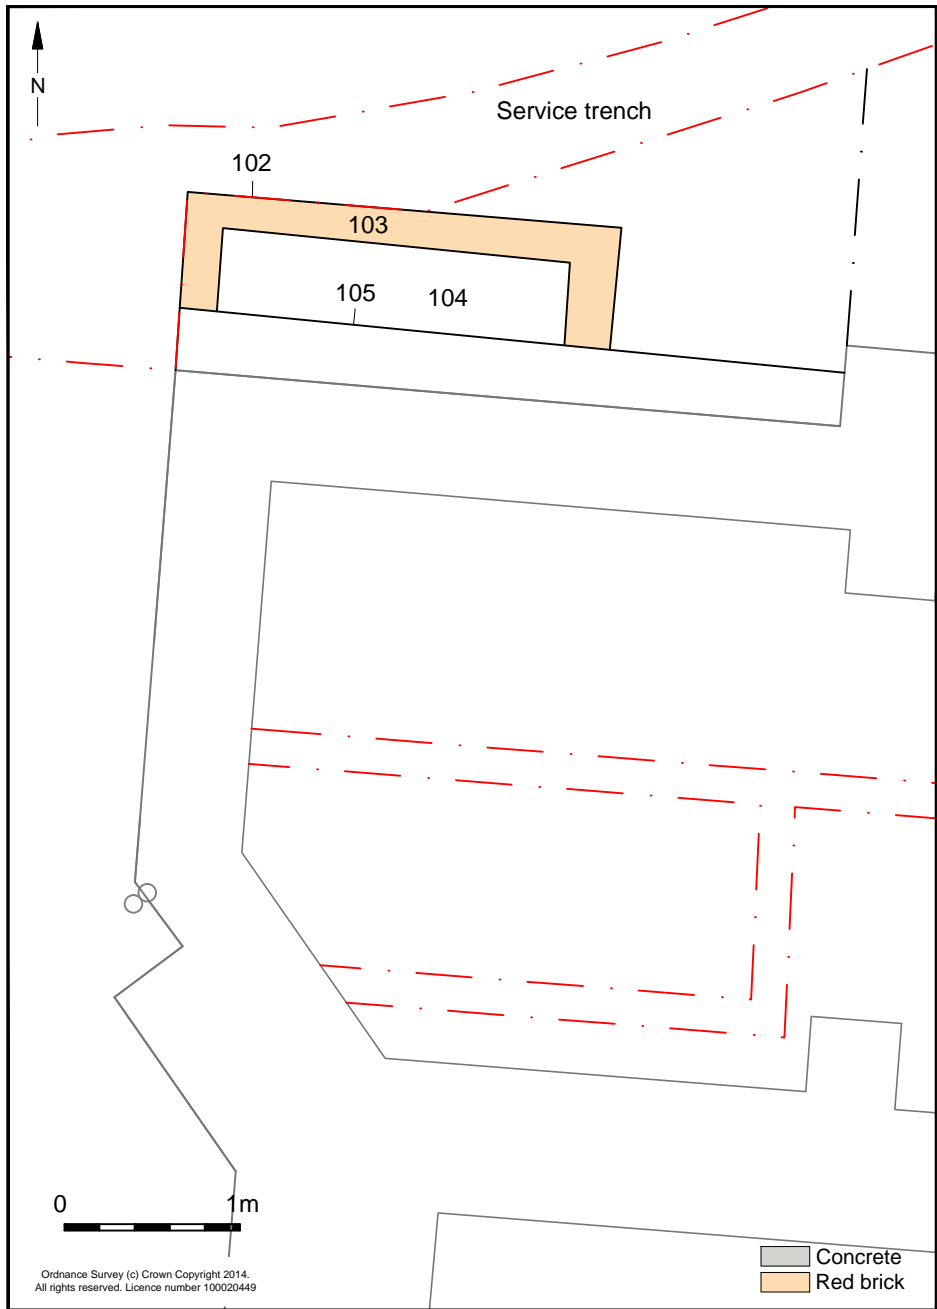 N
Service trench
102
103
105
104
0
1m
Ordnance Survey (c) Crown Copyright 2014.
All rights reserved. Licence number 100020449
Concrete
Red brick